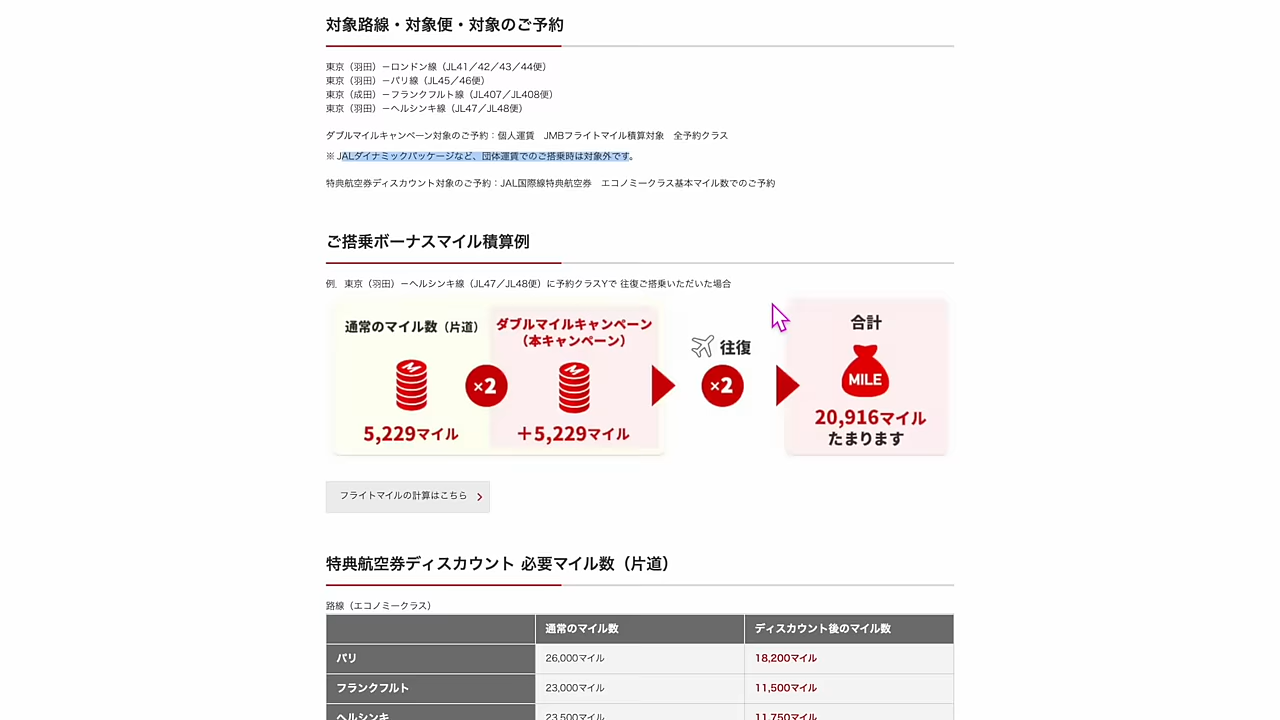 対象路線・対象便・対象のご予約
東京（羽田）－ロンドン線（JL41／42／43／44便）
東京（羽田）－パリ線（JL45／46便）
東京（成田）－フランクフルト線（JL407／JL408便）
東京（羽田）－ヘルシンキ線（JL47／JL48便）
ダブルマイルキャンペーン対象のご予約：個人運賃　JMBフライトマイル積算対象　全予約クラス
※ JALダイナミックパッケージなど、団体運賃でのご搭乗時は対象外です。
特典航空券ディスカウント対象のご予約：JAL国際線特典航空券　エコノミークラス基本マイル数でのご予約
ご搭乗ボーナスマイル積算例
例．東京（羽田）－ヘルシンキ線（JL47／JL48便）に予約クラスYで 往復ご搭乗いただいた場合
通常のマイル数（片道）
×2
5,229マイル
ダブルマイルキャンペーン
（本キャンペーン）
＋5,229マイル
往復
×2
合計
MILE
20,916マイル
たまります
フライトマイルの計算はこちら
特典航空券ディスカウント 必要マイル数（片道）
路線（エコノミークラス）
通常のマイル数 ディスカウント後のマイル数
パリ 26,000マイル 18,200マイル
フランクフルト 23,000マイル 11,500マイル
ヘルシンキ 23,500マイル 11,750マイル